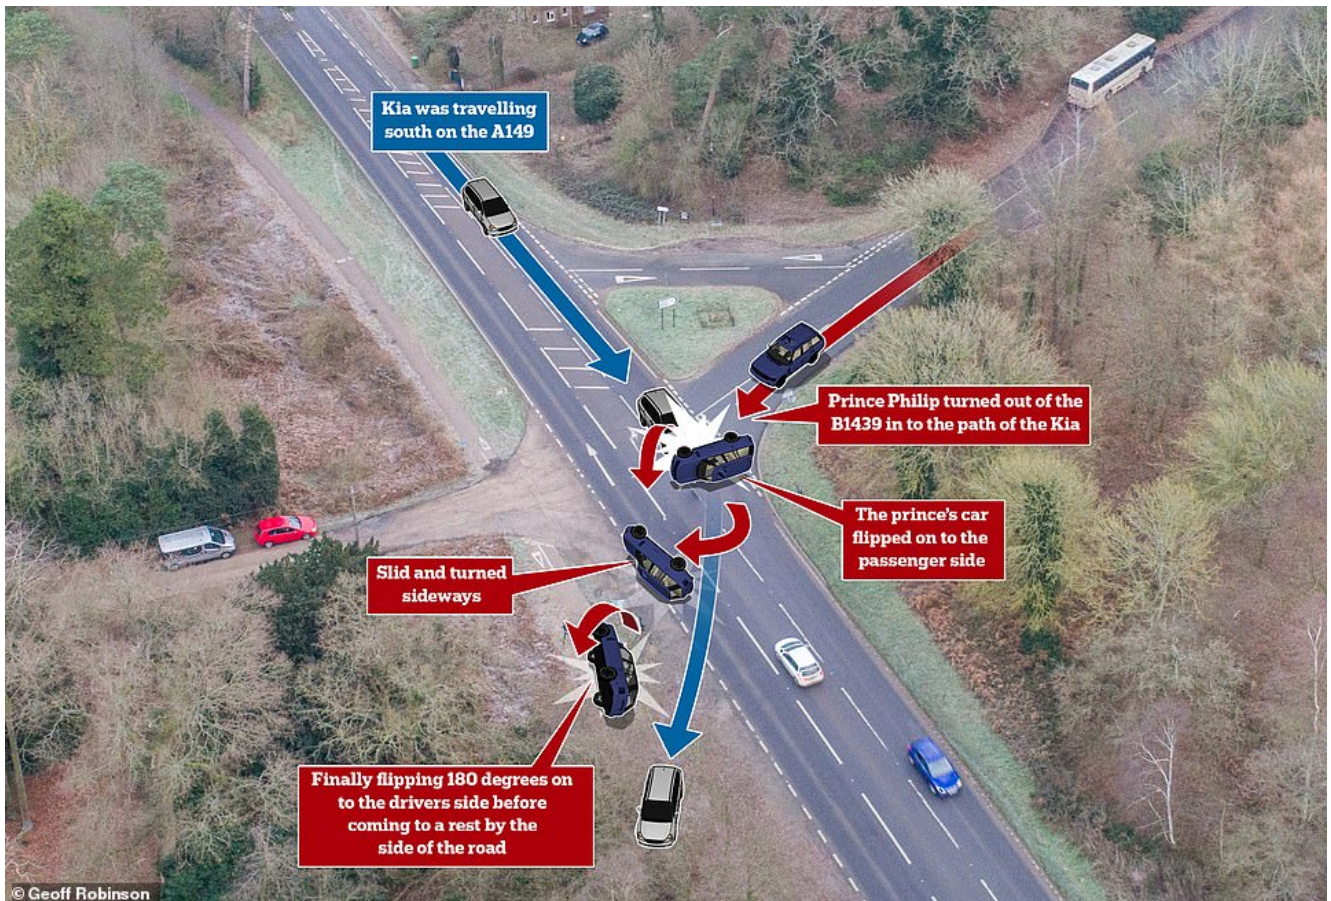 Kia was travelling
south on the A149
Prince Philip turned out of the
B1439 in to the path of the Kia
The prince's car
flipped on to the
passenger side
Slid and turned
sideways
Finally flipping 180 degrees on
to the drivers side before
coming to a rest by the
side of the road
© Geoff Robinson